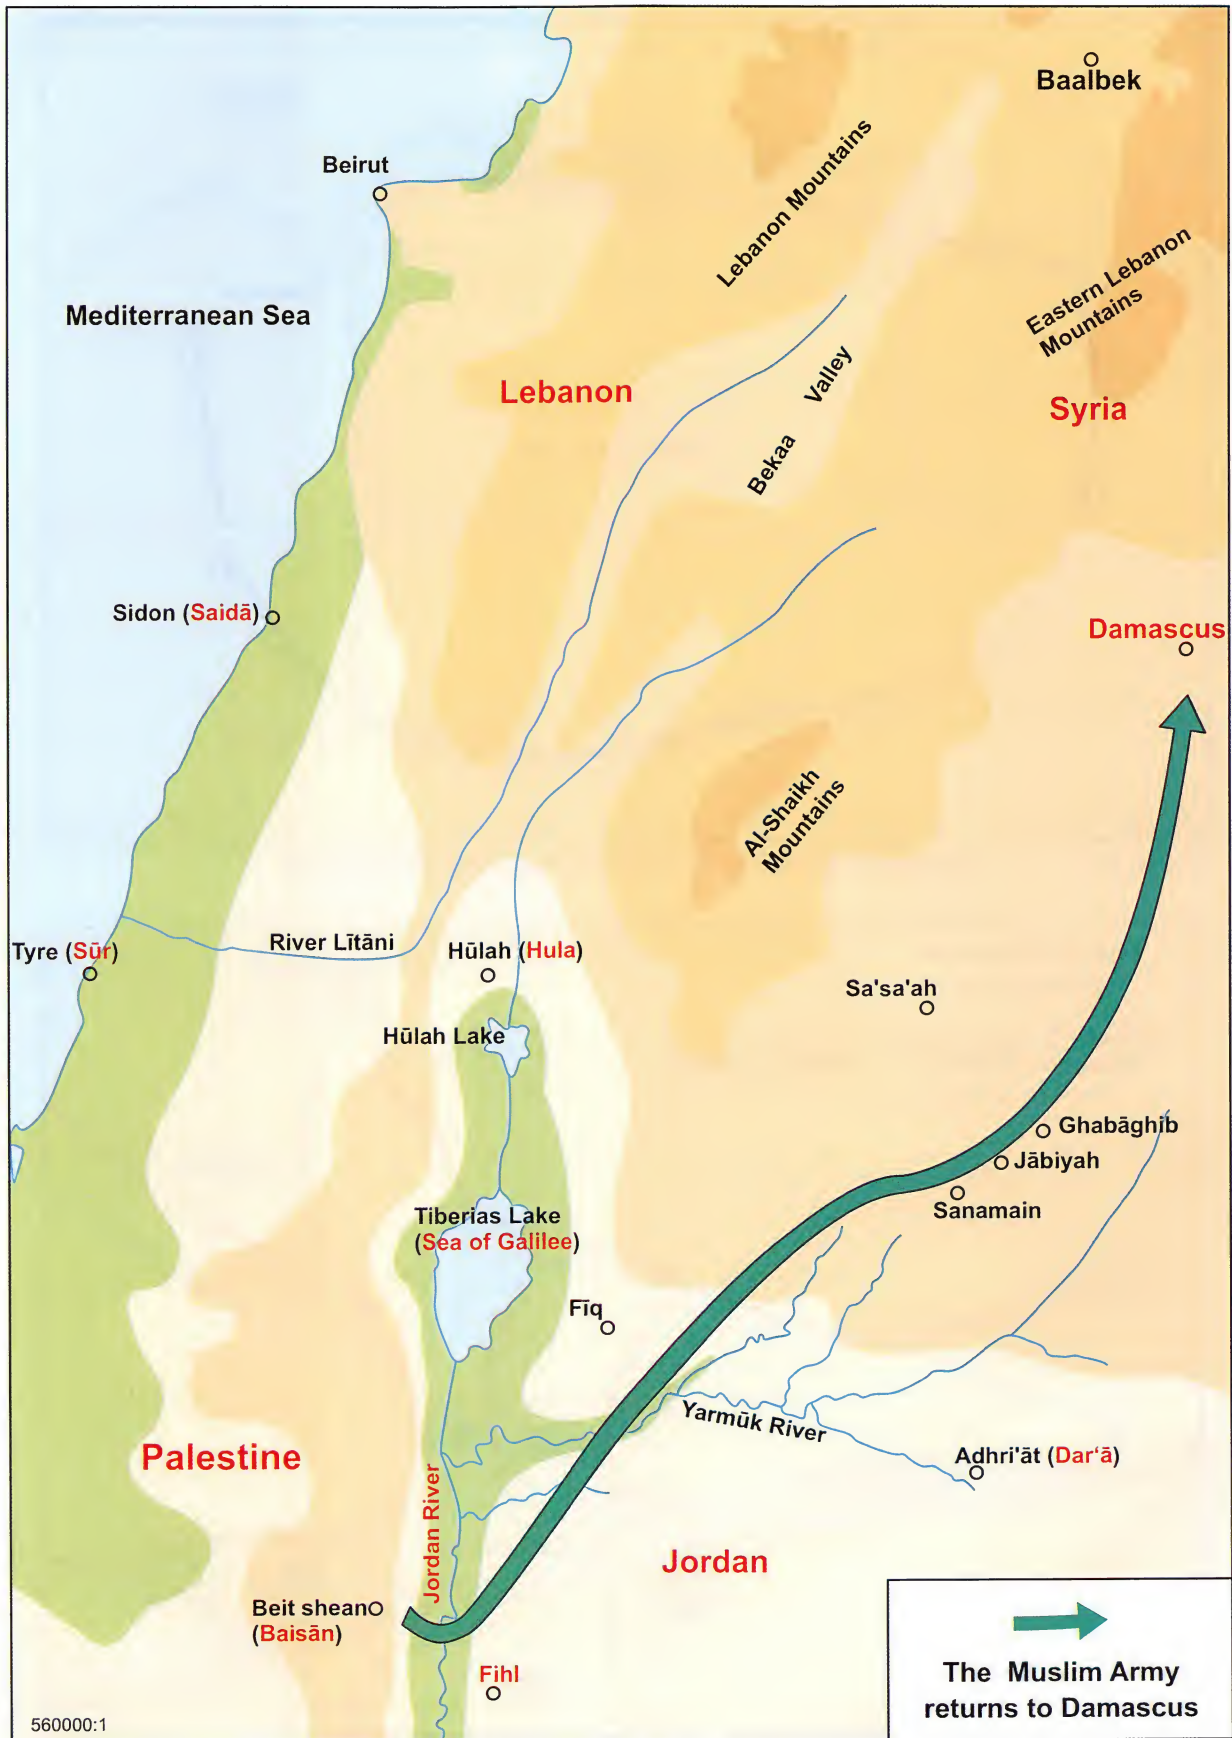 Baalbek
Beirut
Lebanon Mountains
Eastern Lebanon
Mountains
Mediterranean Sea
Bekaa Valley
Lebanon
Syria
Sidon (Saidā)
Damascus
Al-Shaikh
Mountains
River Lītāni
Tyre (Sūr)
Hūlah (Hula)
Sa'sa'ah
Hūlah Lake
Ghabāghib
Jābiyah
Sanamain
Tiberias Lake
(Sea of Galilee)
Fīq
Yarmūk River
Palestine
Adhri'āt (Dar‘ā)
Jordan River
Jordan
Beit shean
(Baisān)
Fihl
The Muslim Army
returns to Damascus
560000:1